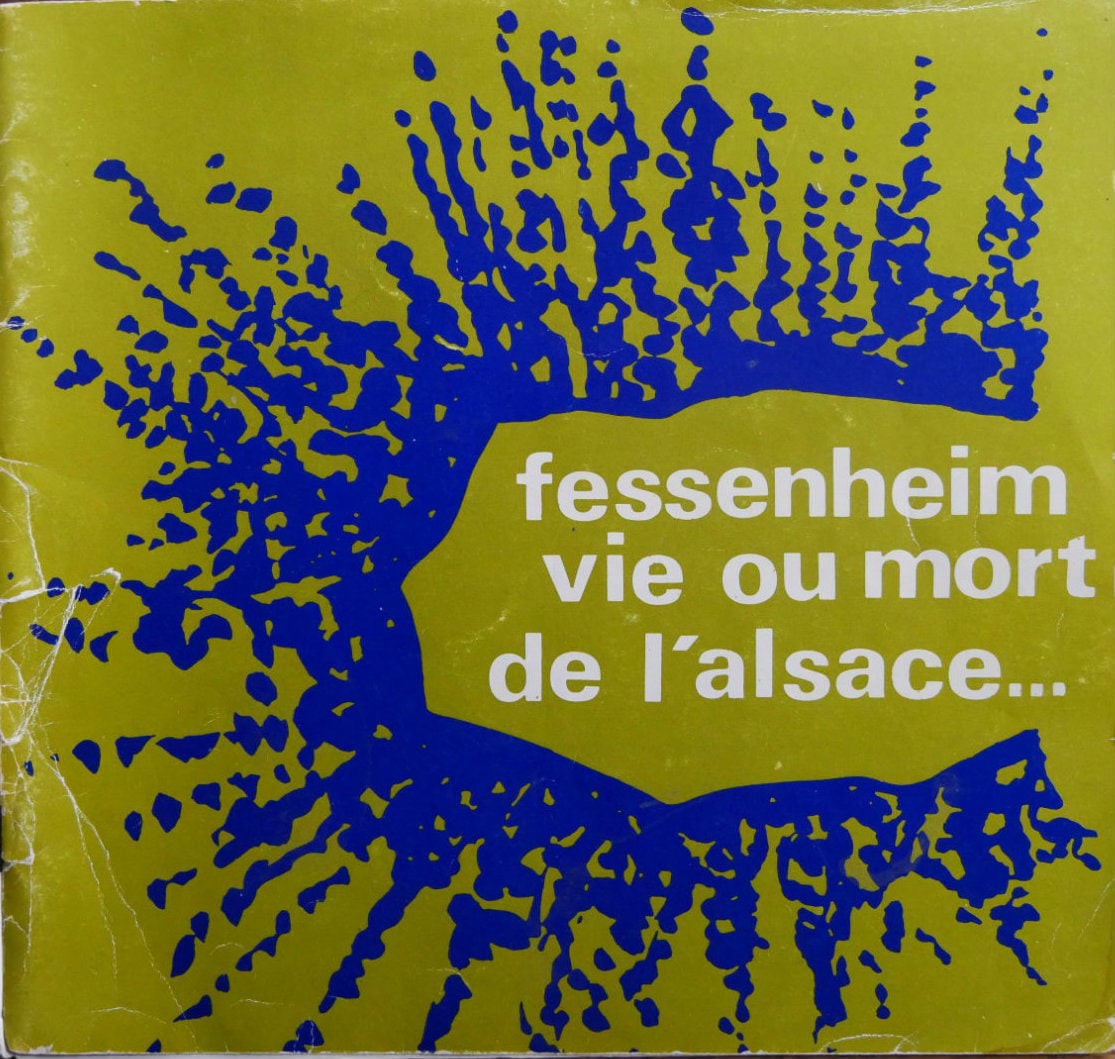 fessenheim
vie ou mort
de l´alsace...